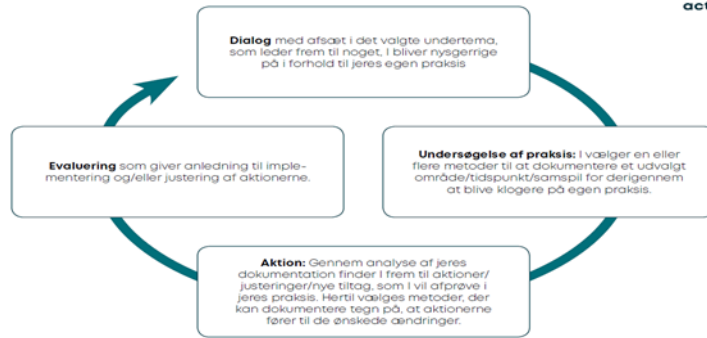 act
Dialog med afsæt i det valgte undertema,
som leder frem til noget, I bliver nysgerrige
på i forhold til jeres egen praksis
Evaluering som giver anledning til imple-
mentering og/eller justering af aktionerne.
Undersøgelse af praksis: I vælger en eller
flere metoder til at dokumentere et udvalgt
område/tidspunkt/samspil for derigennem
at blive klogere på egen praksis.
Aktion: Gennem analyse af jeres
dokumentation finder I frem til aktioner/
justeringer/nye tiltag, som I vil afprøve i
jeres praksis. Hertil vælges metoder, der
kan dokumentere tegn på, at aktionerne
fører til de ønskede ændringer.